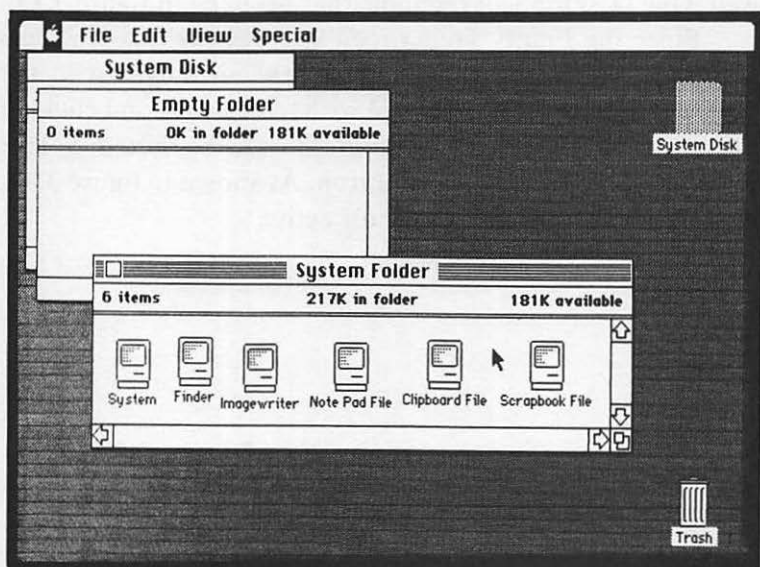 File Edit View Special
System Disk
Empty Folder
0 items 0K in folder 181K available
System Disk
System Folder
6 items 217K in folder 181K available
System Finder Imagewriter Note Pad File Clipboard File Scrapbook File
Trash